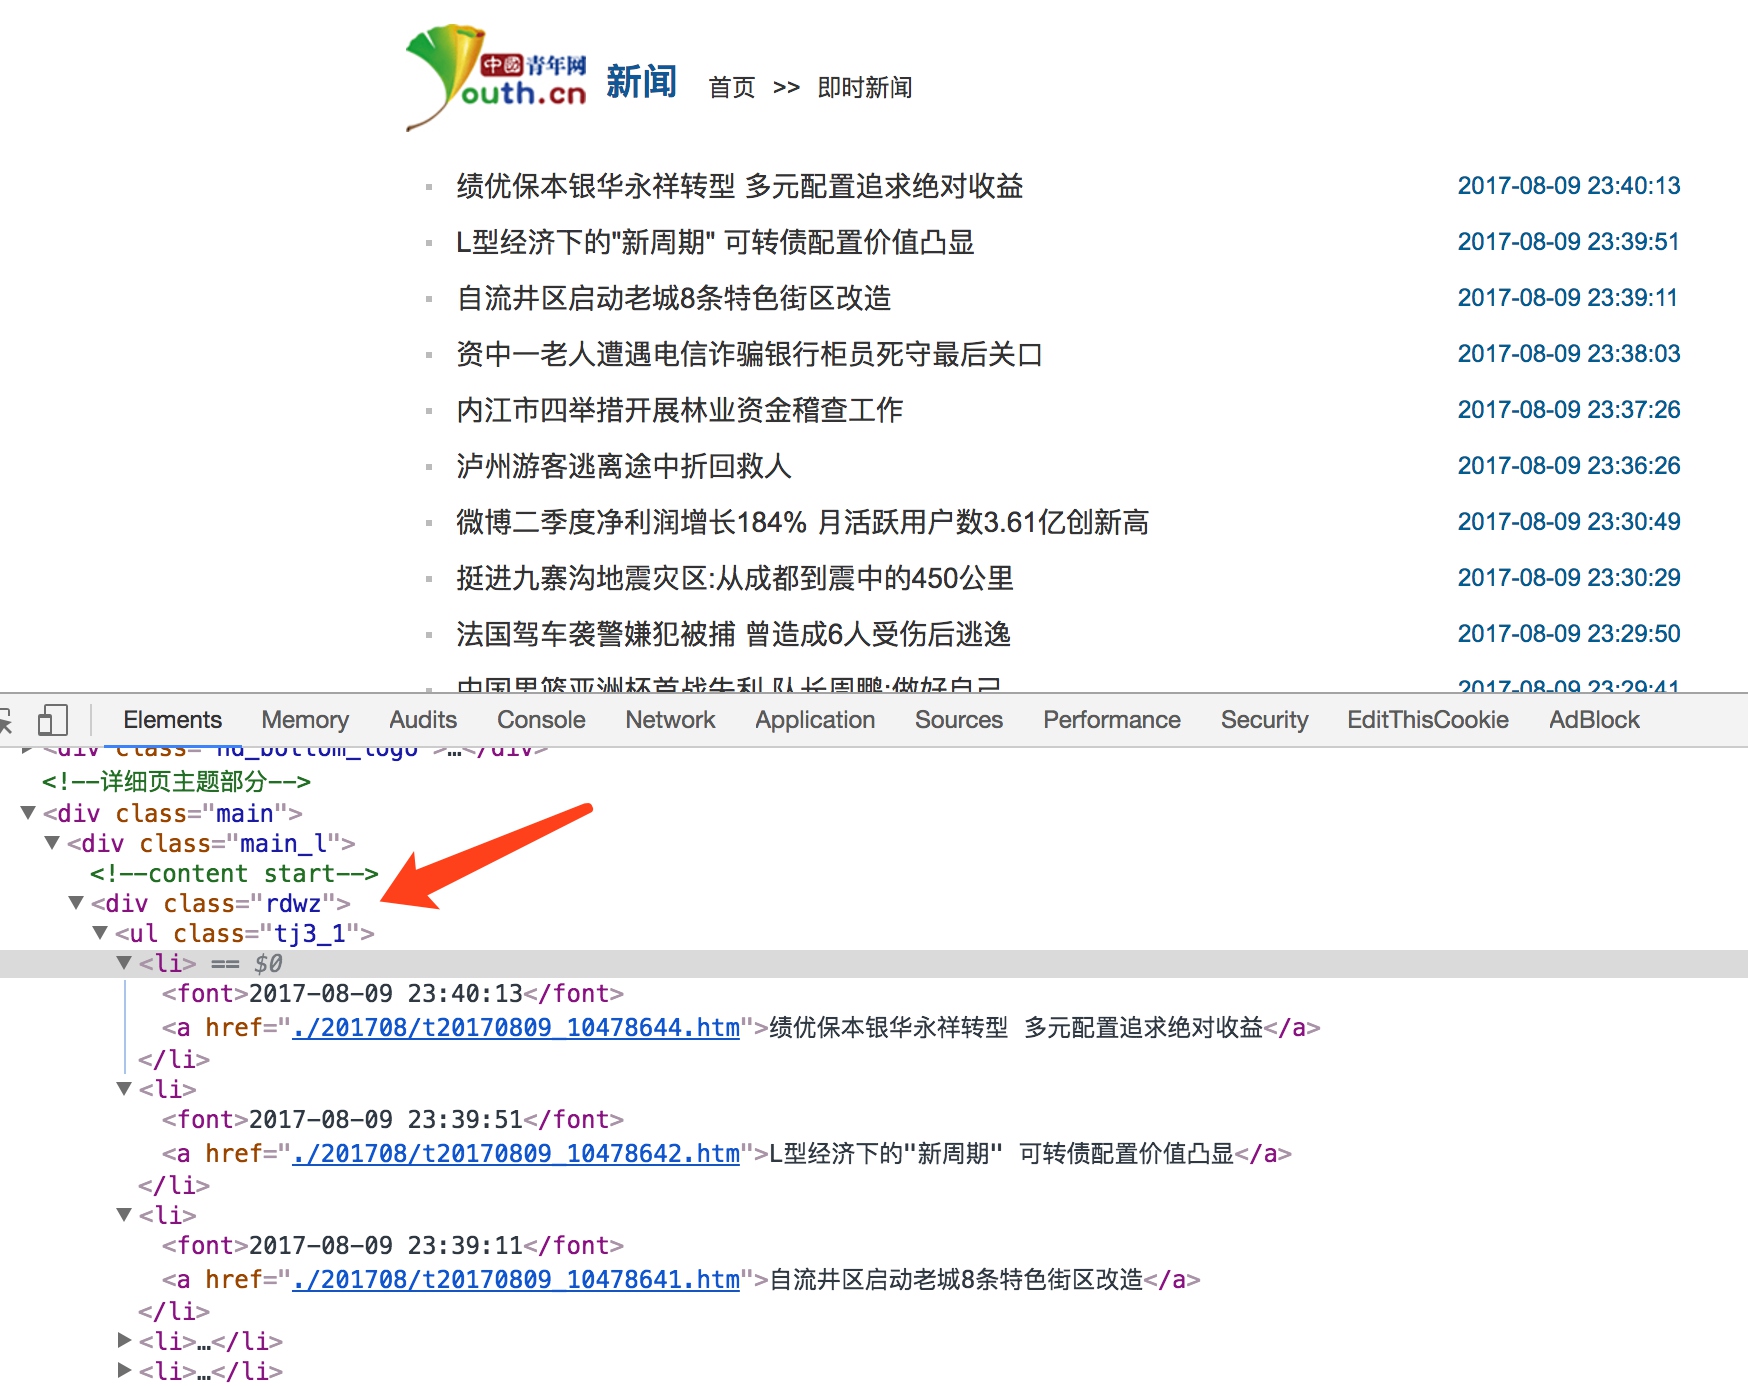 中國青年网
outh.cn
新闻 首页 >> 即时新闻
绩优保本银华永祥转型 多元配置追求绝对收益 2017-08-09 23:40:13
L型经济下的"新周期" 可转债配置价值凸显 2017-08-09 23:39:51
自流井区启动老城8条特色街区改造 2017-08-09 23:39:11
资中一老人遭遇电信诈骗银行柜员死守最后关口 2017-08-09 23:38:03
内江市四举措开展林业资金稽查工作 2017-08-09 23:37:26
泸州游客逃离途中折回救人 2017-08-09 23:36:26
微博二季度净利润增长184% 月活跃用户数3.61亿创新高 2017-08-09 23:30:49
挺进九寨沟地震灾区:从成都到震中的450公里 2017-08-09 23:30:29
法国驾车袭警嫌犯被捕 曾造成6人受伤后逃逸 2017-08-09 23:29:50
中国男篮亚洲杯首战失利 队长周鹏:做好自己 2017-08-09 23:29:41
Elements Memory Audits Console Network Application Sources Performance Security EditThisCookie AdBlock
<div class="hd_bottom_logo">…</div>
<!--详细页主题部分-->
<div class="main">
<div class="main_l">
<!--content start-->
<div class="rdwz">
<ul class="tj3_1">
<li> == $0
<font>2017-08-09 23:40:13</font>
<a href="./201708/t20170809_10478644.htm">绩优保本银华永祥转型 多元配置追求绝对收益</a>
</li>
<li>
<font>2017-08-09 23:39:51</font>
<a href="./201708/t20170809_10478642.htm">L型经济下的"新周期" 可转债配置价值凸显</a>
</li>
<li>
<font>2017-08-09 23:39:11</font>
<a href="./201708/t20170809_10478641.htm">自流井区启动老城8条特色街区改造</a>
</li>
<li>…</li>
<li>…</li>